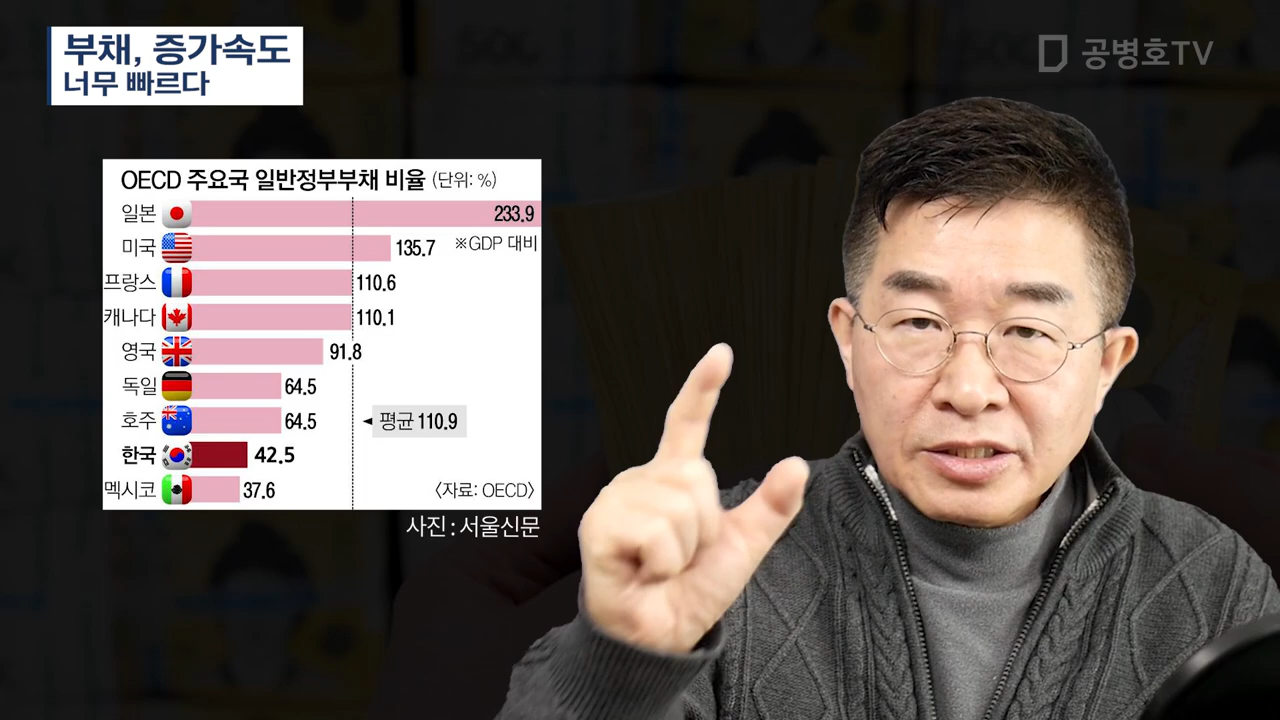 부채, 증가속도
너무 빠르다
공병호TV
OECD 주요국 일반정부부채 비율 (단위: %)
일본 233.9
미국 135.7 ※GDP 대비
프랑스 110.6
캐나다 110.1
영국 91.8
독일 64.5
호주 64.5 ◄ 평균 110.9
한국 42.5
멕시코 37.6 〈자료: OECD〉
사진 : 서울신문